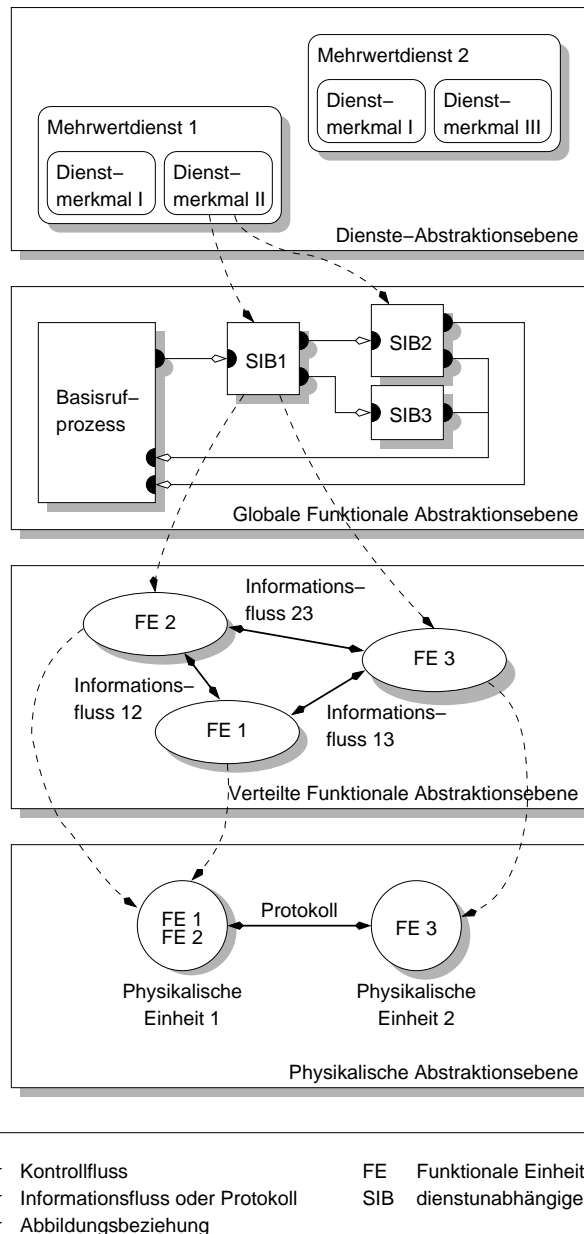 Mehrwertdienst 2
Dienst–
merkmal I
Dienst–
merkmal III
Mehrwertdienst 1
Dienst–
merkmal I
Dienst–
merkmal II
Dienste–Abstraktionsebene
Basisruf–
prozess
SIB1
SIB2
SIB3
Globale Funktionale Abstraktionsebene
Informations–
fluss 23
FE 2
FE 3
Informations–
fluss 12
FE 1
Informations–
fluss 13
Verteilte Funktionale Abstraktionsebene
FE 1
FE 2
Protokoll
FE 3
Physikalische
Einheit 1
Physikalische
Einheit 2
Physikalische Abstraktionsebene
Kontrollfluss
FE Funktionale Einheit
Informationsfluss oder Protokoll
SIB dienstunabhängige
Abbildungsbeziehung